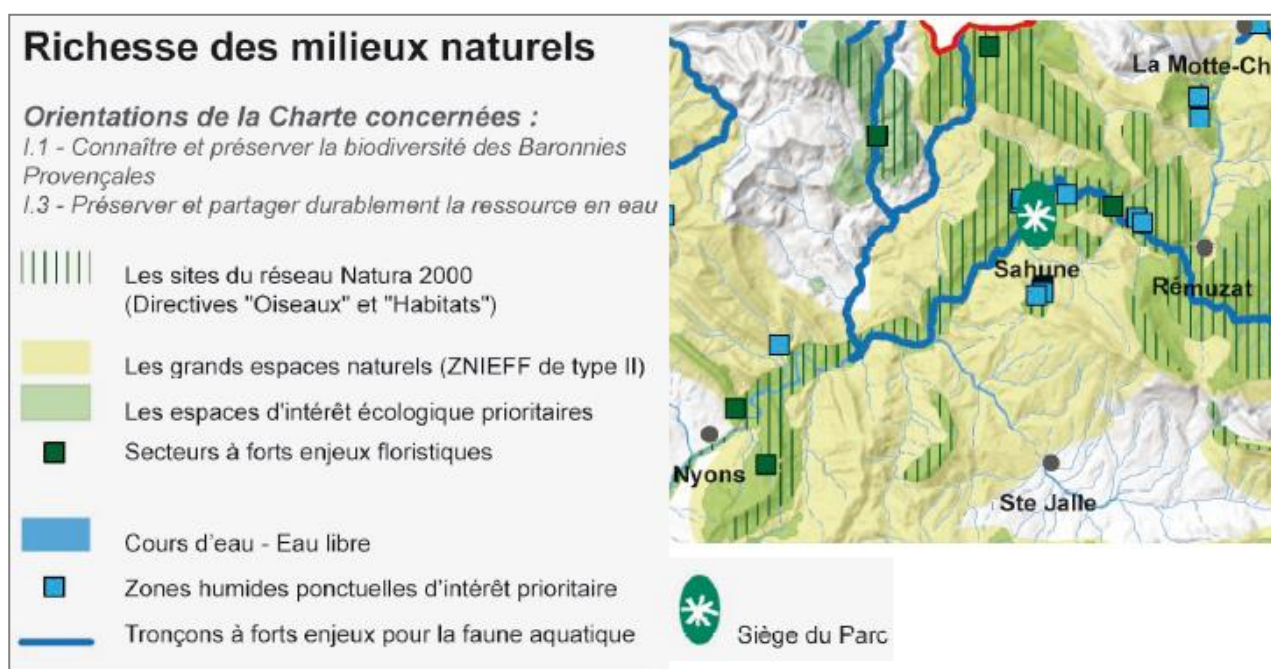 Richesse des milieux naturels
Orientations de la Charte concernées :
I.1 - Connaître et préserver la biodiversité des Baronnies
Provençales
I.3 - Préserver et partager durablement la ressource en eau
Les sites du réseau Natura 2000
(Directives "Oiseaux" et "Habitats")
Les grands espaces naturels (ZNIEFF de type II)
Les espaces d'intérêt écologique prioritaires
Secteurs à forts enjeux floristiques
Cours d'eau - Eau libre
Zones humides ponctuelles d'intérêt prioritaire
Tronçons à forts enjeux pour la faune aquatique
La Motte-Ch
Sahune
Rémuzat
Nyons
Ste Jalle
Siège du Parc